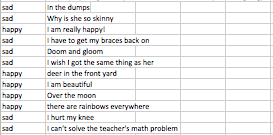 sad In the dumps
sad Why is she so skinny
happy I am really happy!
sad I have to get my braces back on
sad Doom and gloom
sad I wish I got the same thing as her
happy deer in the front yard
happy I am beautiful
happy Over the moon
happy there are rainbows everywhere
sad I hurt my knee
sad I can't solve the teacher's math problem